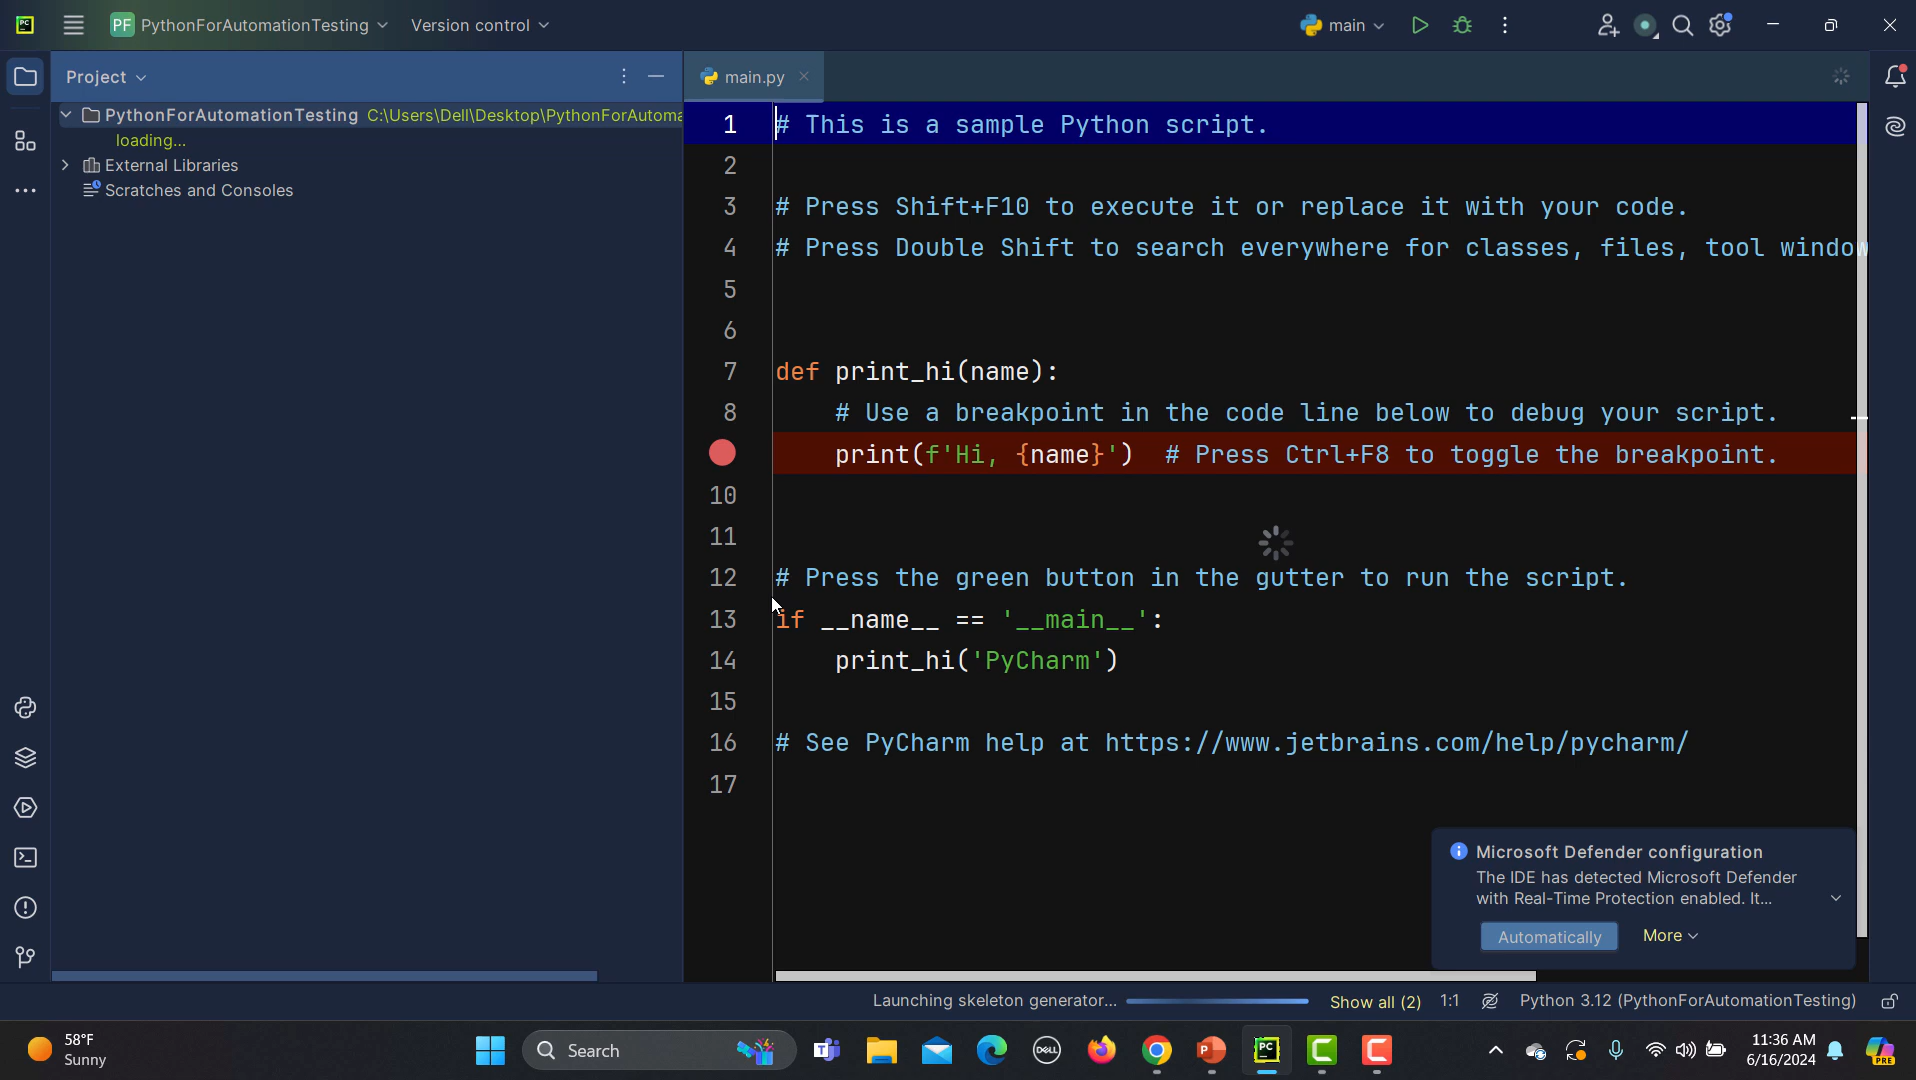 PC
PF PythonForAutomationTesting
Version control
main
Project
main.py
PythonForAutomationTesting C:\Users\Dell\Desktop\PythonForAutoma
loading...
External Libraries
Scratches and Consoles
1 # This is a sample Python script.
2
3 # Press Shift+F10 to execute it or replace it with your code.
4 # Press Double Shift to search everywhere for classes, files, tool window
5
6
7 def print_hi(name):
8 # Use a breakpoint in the code line below to debug your script.
print(f'Hi, {name}') # Press Ctrl+F8 to toggle the breakpoint.
10
11
12 # Press the green button in the gutter to run the script.
13 if __name__ == '__main__':
14 print_hi('PyCharm')
15
16 # See PyCharm help at https://www.jetbrains.com/help/pycharm/
17
Microsoft Defender configuration
The IDE has detected Microsoft Defender
with Real-Time Protection enabled. It...
Automatically
More
Launching skeleton generator...
Show all (2)
1:1
Python 3.12 (PythonForAutomationTesting)
58°F
Sunny
Search
DELL
PC
11:36 AM
6/16/2024
PRE